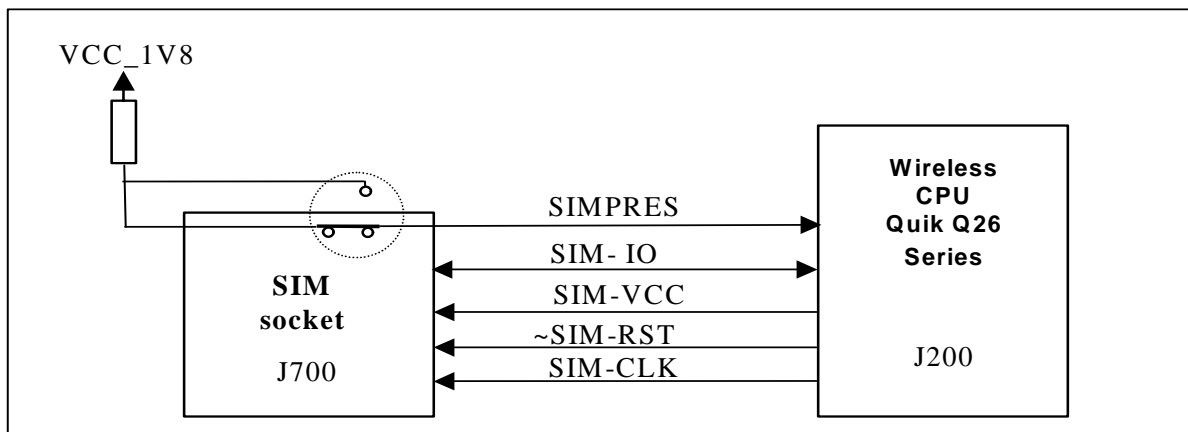 VCC_1V8
SIMPRES
SIM- IO
SIM-VCC
~SIM-RST
SIM-CLK
SIM
socket
J700
Wireless
CPU
Quik Q26
Series
J200